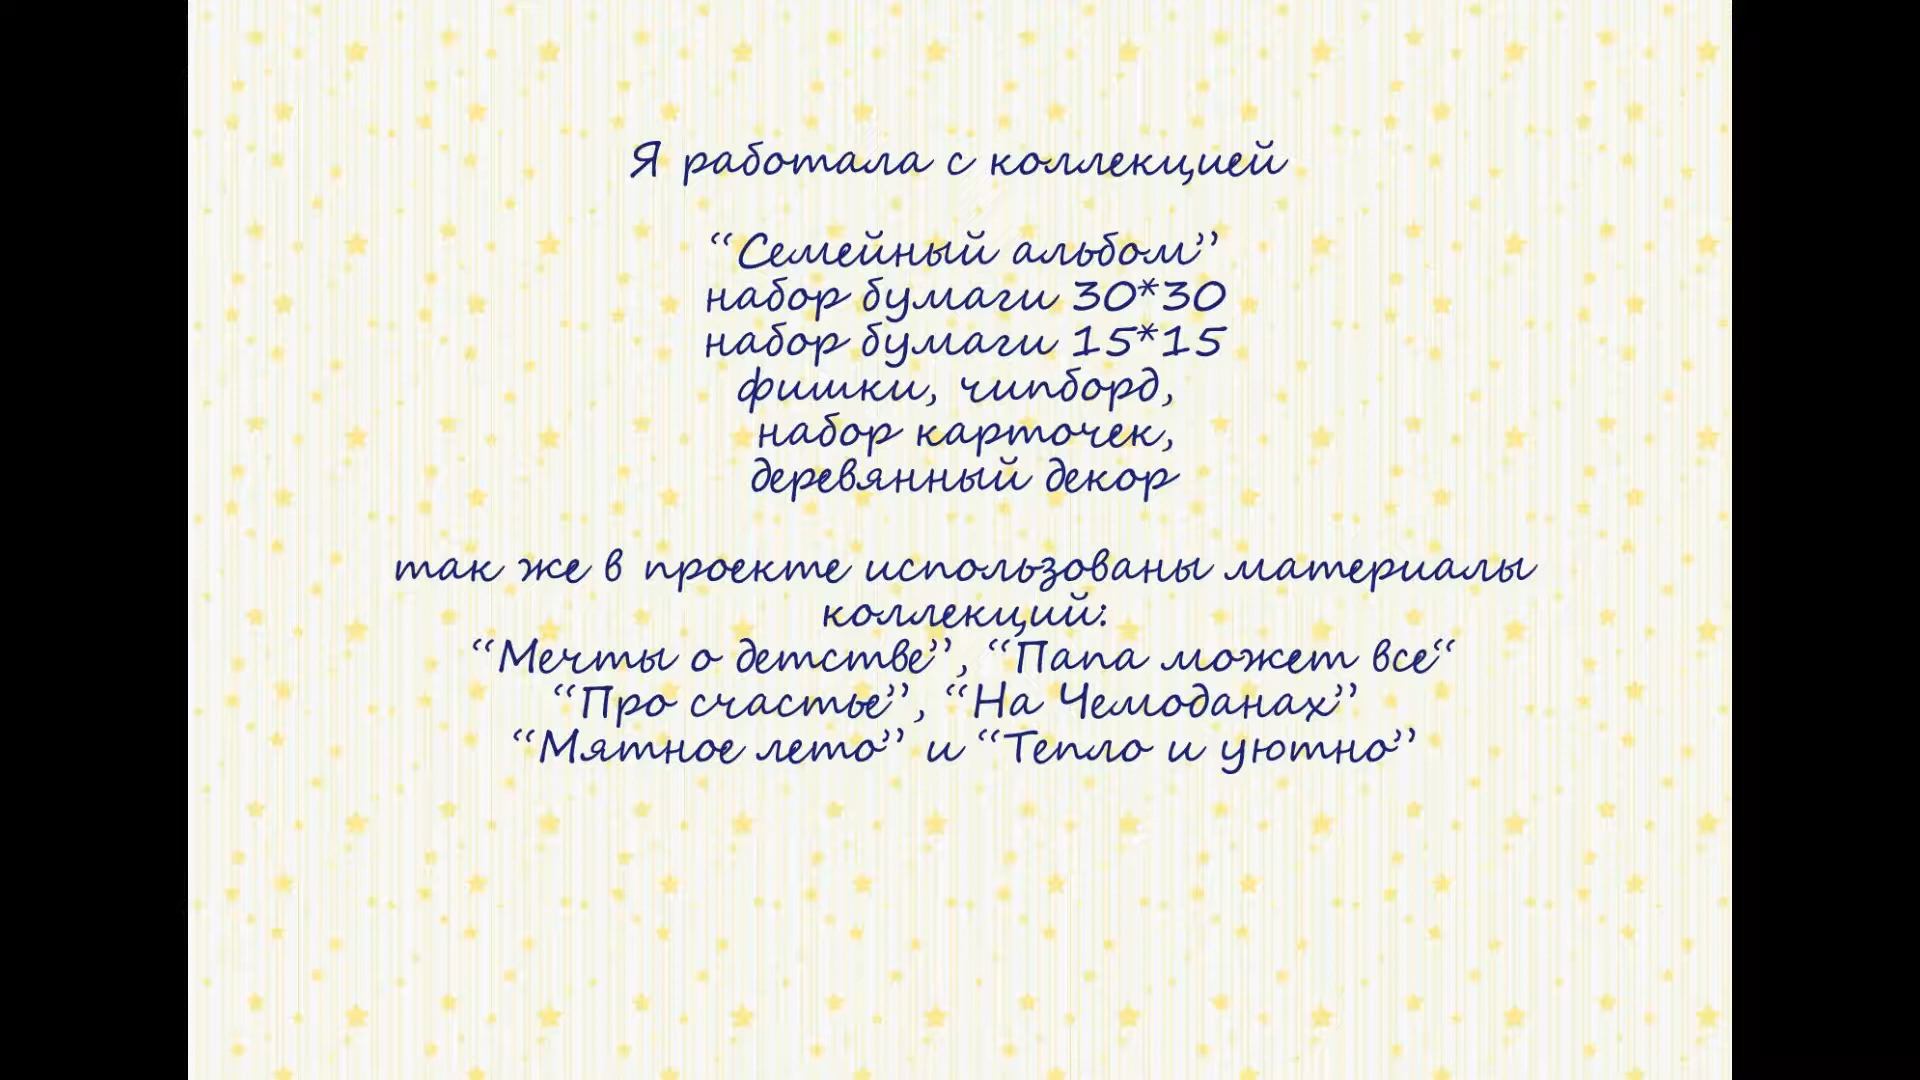 Я работала с коллекцией
“Семейный альбом”
набор бумаги 30*30
набор бумаги 15*15
фишки, чипборд,
набор карточек,
деревянный декор
так же в проекте использованы материалы
коллекций:
“Мечты о детстве”, “Папа может все“
“Про счастье”, “На Чемоданах”
“Мятное лето” и “Тепло и уютно”